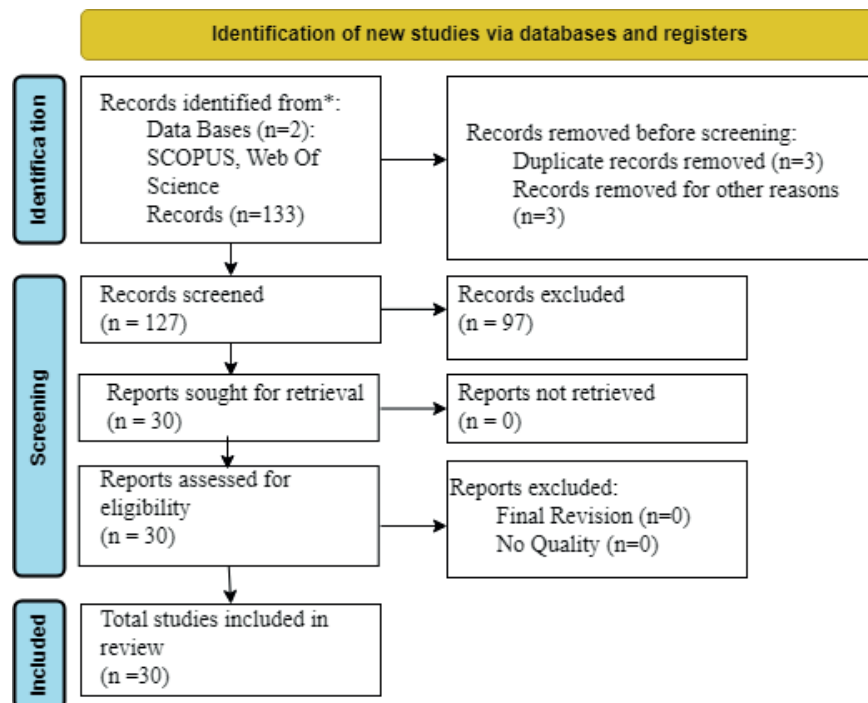 Identification of new studies via databases and registers
Identification
Records identified from*:
Data Bases (n=2):
SCOPUS, Web Of
Science
Records (n=133)
Records removed before screening:
Duplicate records removed (n=3)
Records removed for other reasons
(n=3)
Screening
Records screened
(n = 127)
Records excluded
(n = 97)
Reports sought for retrieval
(n = 30)
Reports not retrieved
(n = 0)
Reports assessed for
eligibility
(n = 30)
Reports excluded:
Final Revision (n=0)
No Quality (n=0)
Included
Total studies included in
review
(n =30)